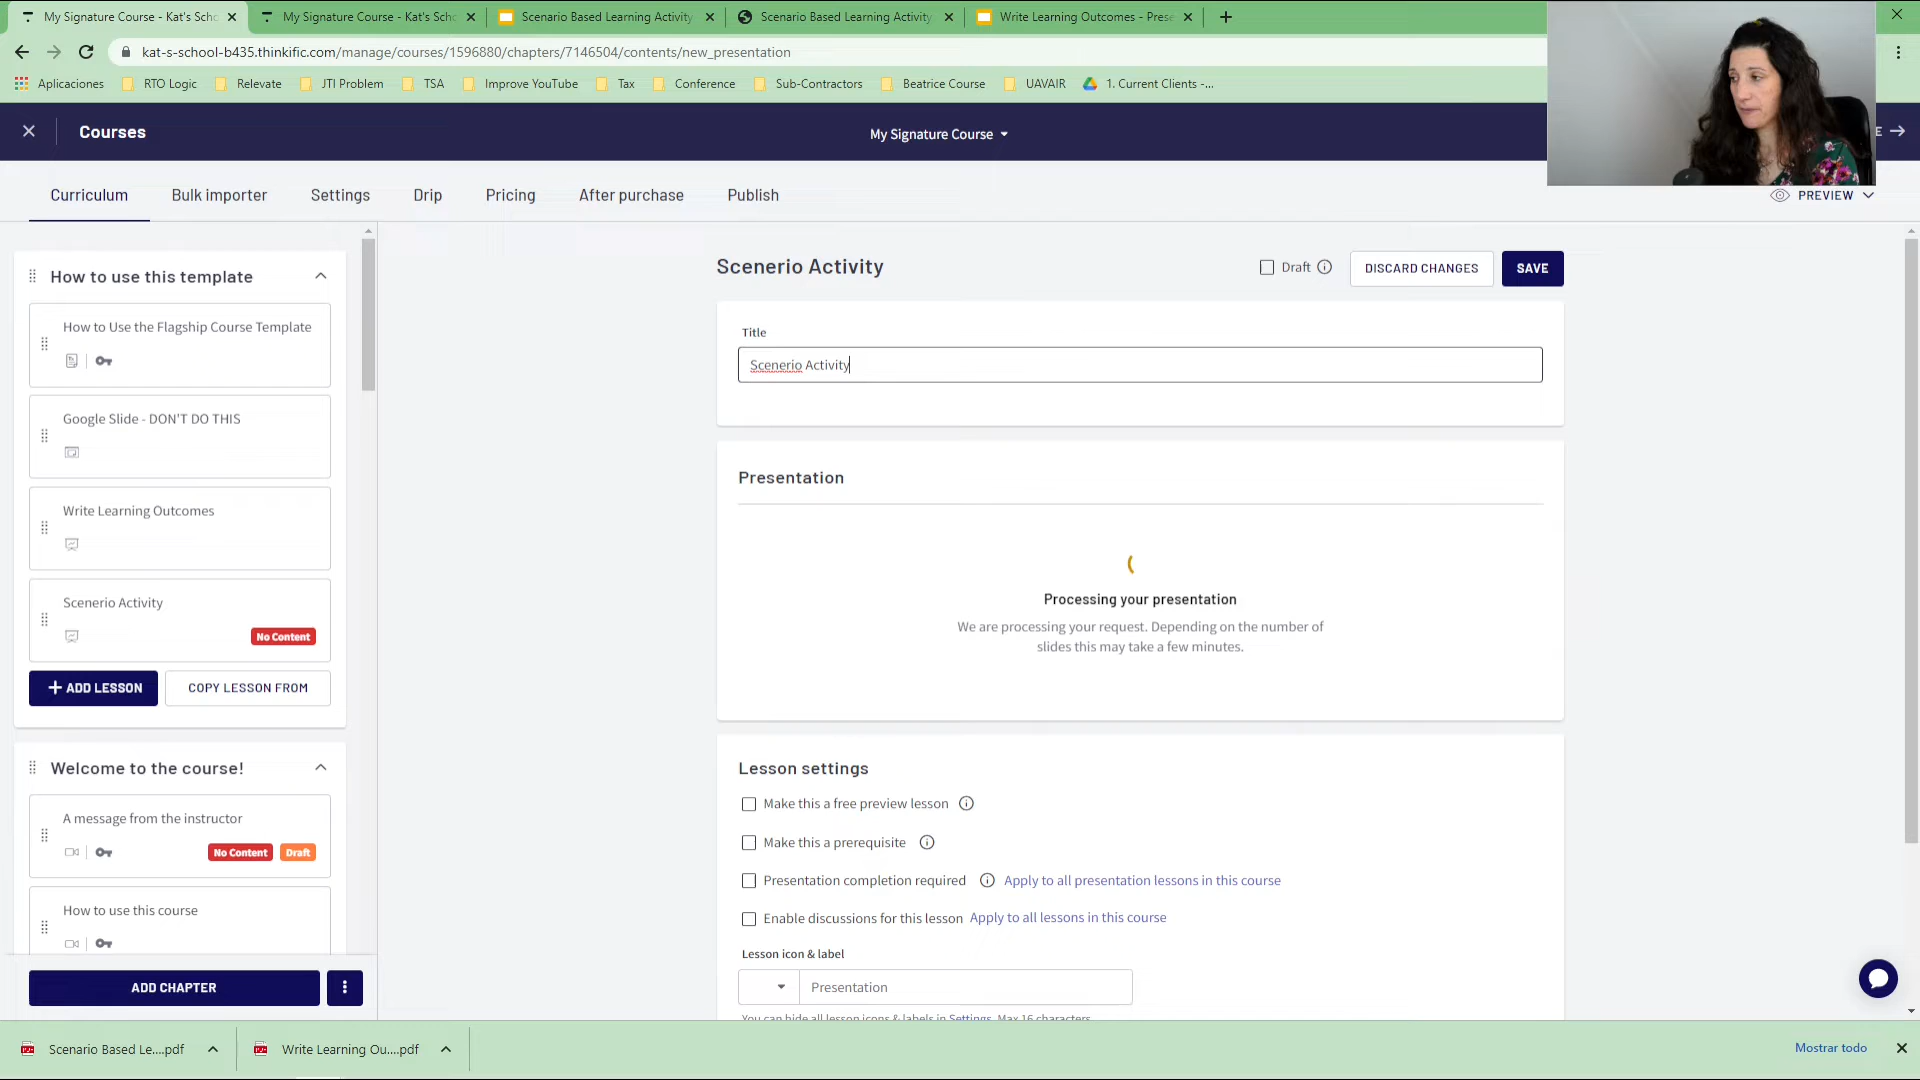 My Signature Course - Kat's Scho
My Signature Course - Kat's Scho
Scenario Based Learning Activity
Scenario Based Learning Activity
Write Learning Outcomes - Prese
kat-s-school-b435.thinkific.com/manage/courses/1596880/chapters/7146504/contents/new_presentation
Aplicaciones
RTO Logic
Relevate
JTI Problem
TSA
Improve YouTube
Tax
Conference
Sub-Contractors
Beatrice Course
UAVAIR
1. Current Clients -...
Courses
My Signature Course
E
Curriculum
Bulk importer
Settings
Drip
Pricing
After purchase
Publish
PREVIEW
How to use this template
How to Use the Flagship Course Template
Google Slide - DON'T DO THIS
Write Learning Outcomes
Scenerio Activity
No Content
+ ADD LESSON
COPY LESSON FROM
Welcome to the course!
A message from the instructor
No Content
Draft
How to use this course
ADD CHAPTER
Scenerio Activity
Draft
DISCARD CHANGES
SAVE
Title
Scenerio Activity
Presentation
Processing your presentation
We are processing your request. Depending on the number of
slides this may take a few minutes.
Lesson settings
Make this a free preview lesson
Make this a prerequisite
Presentation completion required
Apply to all presentation lessons in this course
Enable discussions for this lesson
Apply to all lessons in this course
Lesson icon & label
Presentation
You can hide all lesson icons & labels in Settings. Max 16 characters
Scenario Based Le....pdf
Write Learning Ou....pdf
Mostrar todo